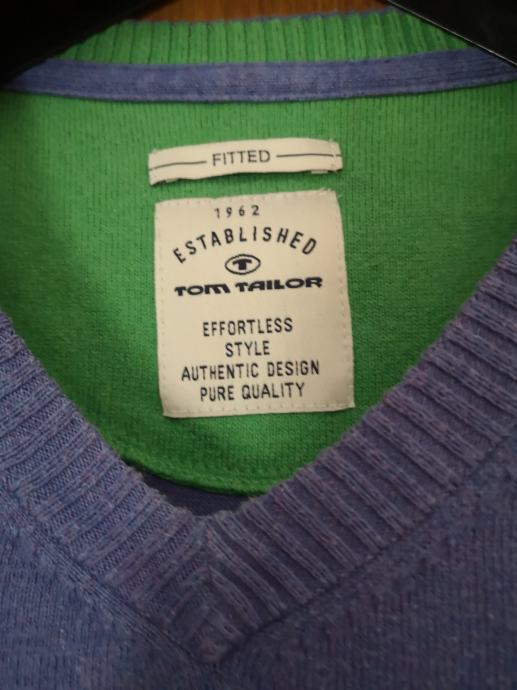 FITTED
1962
ESTABLISHED
T
TOM TAILOR
EFFORTLESS
STYLE
AUTHENTIC DESIGN
PURE QUALITY